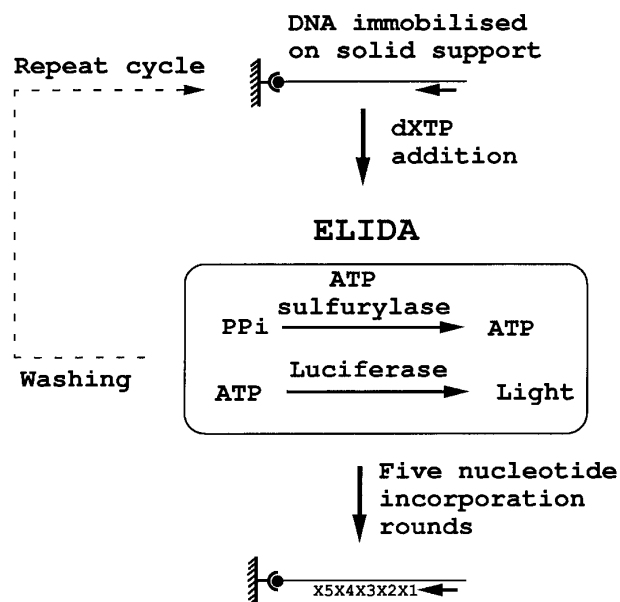 DNA immobilised
on solid support
Repeat cycle
dXTP
addition
ELIDA
ATP
sulfurylase
PPi
ATP
Luciferase
ATP
Light
Washing
Five nucleotide
incorporation
rounds
X5X4X3X2X1